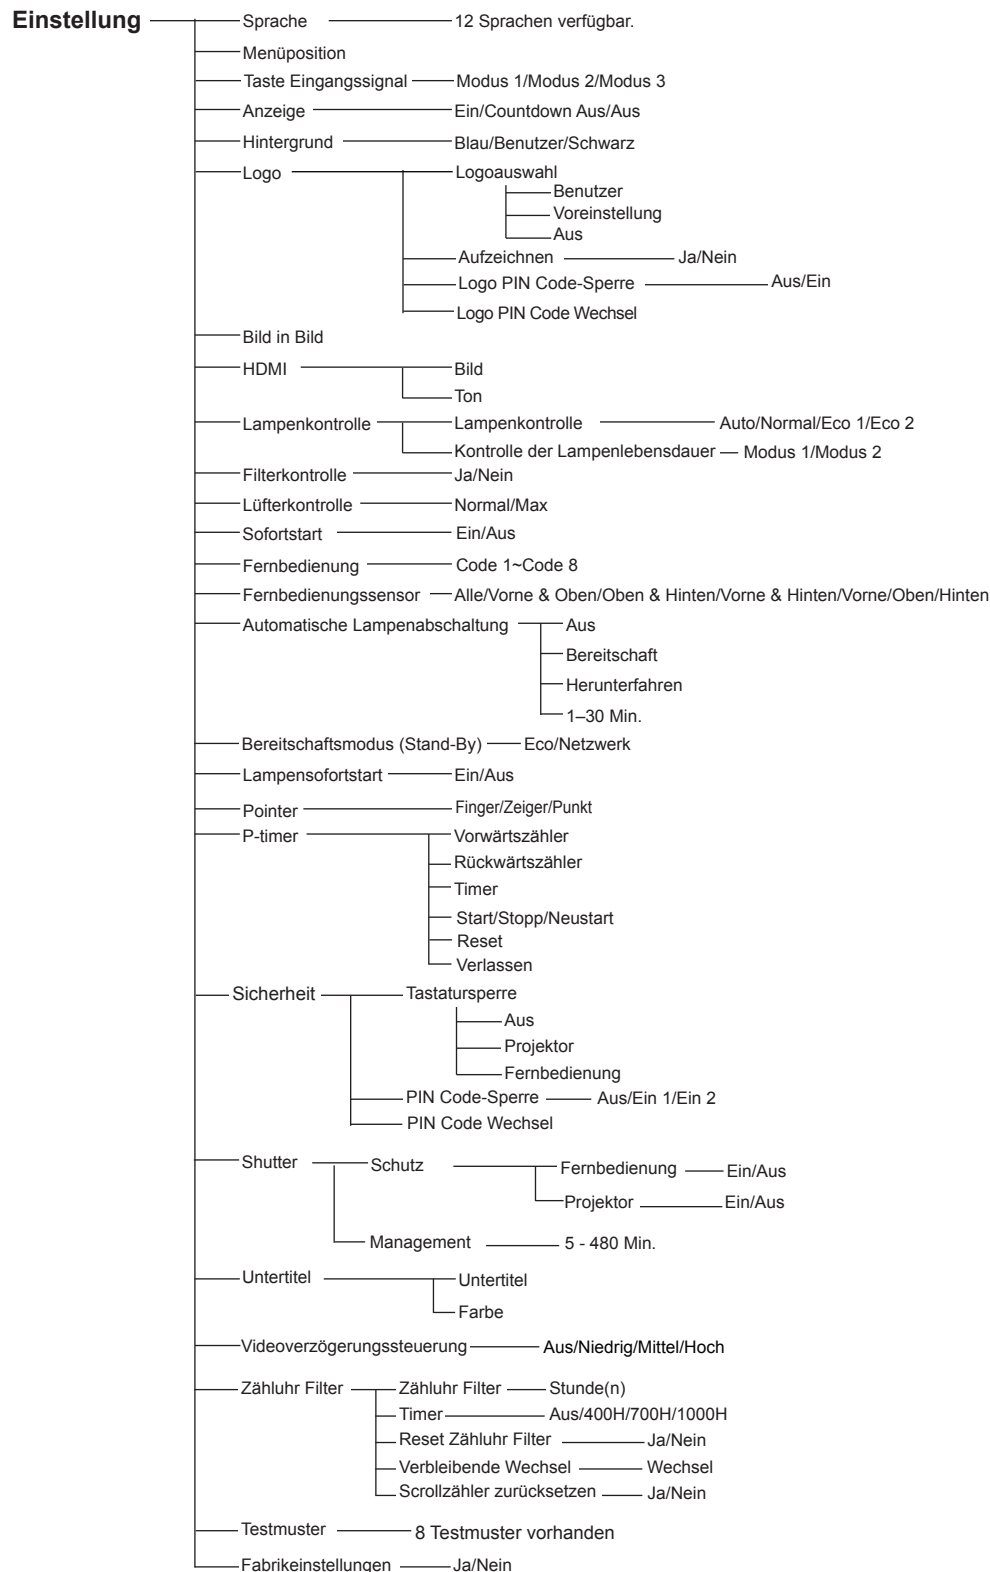 Einstellung Sprache 12 Sprachen verfügbar.
Menüposition
Taste Eingangssignal Modus 1/Modus 2/Modus 3
Anzeige Ein/Countdown Aus/Aus
Hintergrund Blau/Benutzer/Schwarz
Logo Logoauswahl
Benutzer
Voreinstellung
Aus
Aufzeichnen Ja/Nein
Logo PIN Code-Sperre Aus/Ein
Logo PIN Code Wechsel
Bild in Bild
HDMI Bild
Ton
Lampenkontrolle Lampenkontrolle Auto/Normal/Eco 1/Eco 2
Kontrolle der Lampenlebensdauer Modus 1/Modus 2
Filterkontrolle Ja/Nein
Lüfterkontrolle Normal/Max
Sofortstart Ein/Aus
Fernbedienung Code 1~Code 8
Fernbedienungssensor Alle/Vorne & Oben/Oben & Hinten/Vorne & Hinten/Vorne/Oben/Hinten
Automatische Lampenabschaltung Aus
Bereitschaft
Herunterfahren
1–30 Min.
Bereitschaftsmodus (Stand-By) Eco/Netzwerk
Lampensofortstart Ein/Aus
Pointer Finger/Zeiger/Punkt
P-timer Vorwärtszähler
Rückwärtszähler
Timer
Start/Stopp/Neustart
Reset
Verlassen
Sicherheit Tastatursperre
Aus
Projektor
Fernbedienung
PIN Code-Sperre Aus/Ein 1/Ein 2
PIN Code Wechsel
Shutter Schutz Fernbedienung Ein/Aus
Projektor Ein/Aus
Management 5 - 480 Min.
Untertitel Untertitel
Farbe
Videoverzögerungssteuerung Aus/Niedrig/Mittel/Hoch
Zähluhr Filter Zähluhr Filter Stunde(n)
Timer Aus/400H/700H/1000H
Reset Zähluhr Filter Ja/Nein
Verbleibende Wechsel Wechsel
Scrollzähler zurücksetzen Ja/Nein
Testmuster 8 Testmuster vorhanden
Fabrikeinstellungen Ja/Nein